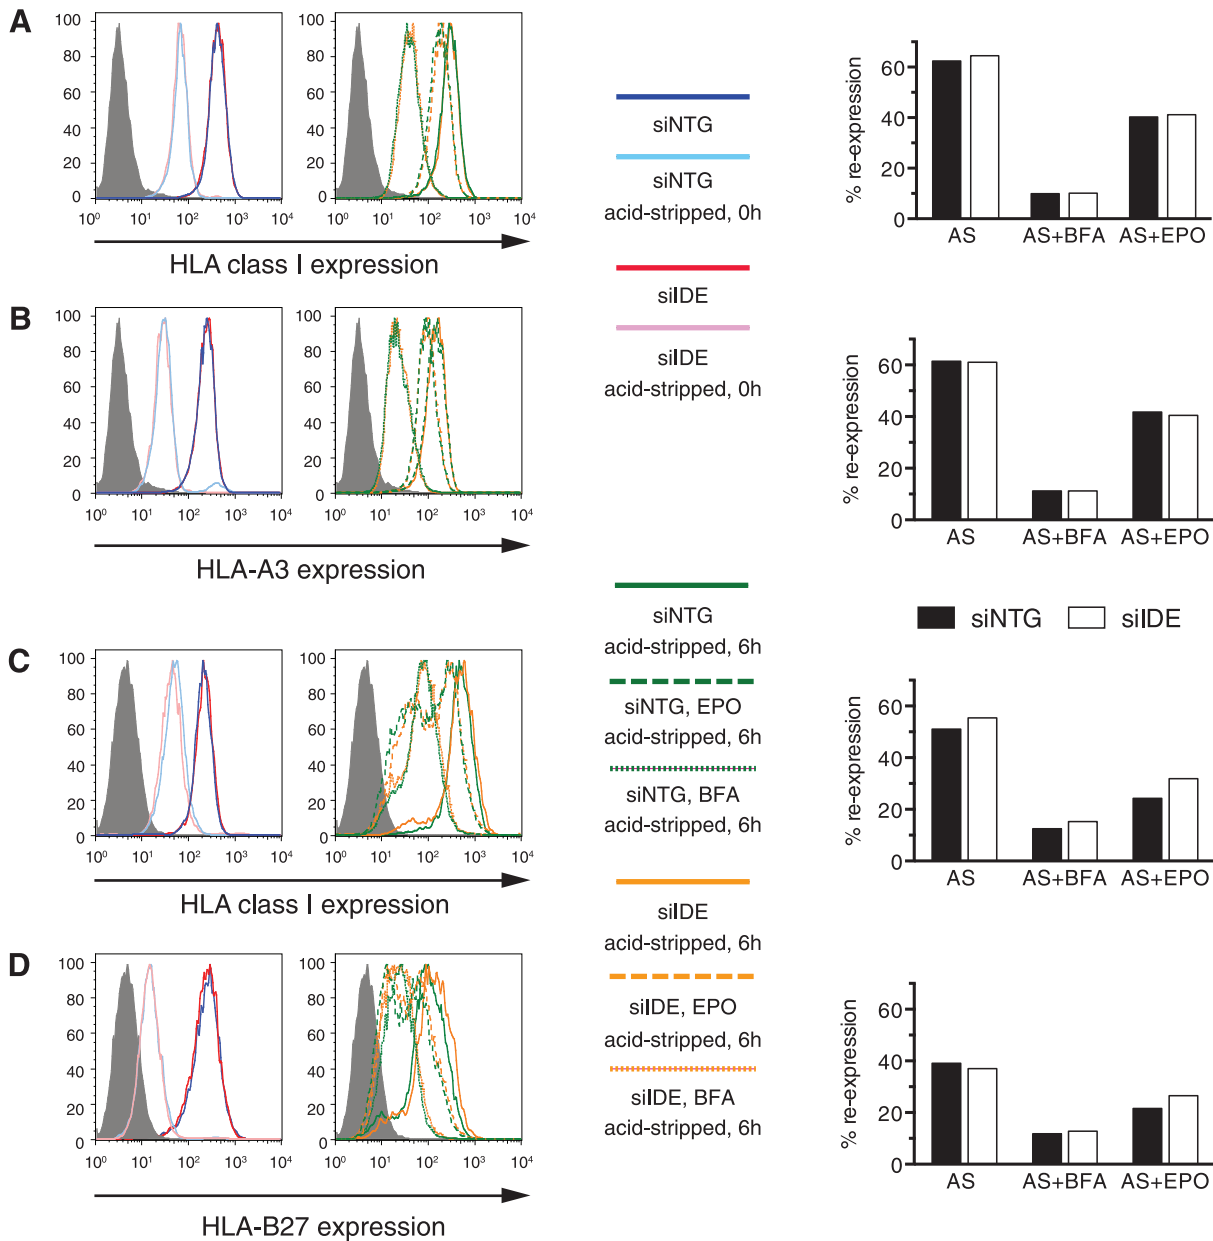 A
100
80
60
40
20
0
10⁰ 10¹ 10² 10³ 10⁴
100
80
60
40
20
0
10⁰ 10¹ 10² 10³ 10⁴
HLA class I expression
siNTG
siNTG
acid-stripped, 0h
siIDE
siIDE
acid-stripped, 0h
% re-expression
60
40
20
0
AS AS+BFA AS+EPO
B
100
80
60
40
20
0
10⁰ 10¹ 10² 10³ 10⁴
100
80
60
40
20
0
10⁰ 10¹ 10² 10³ 10⁴
HLA-A3 expression
% re-expression
60
40
20
0
AS AS+BFA AS+EPO
siNTG siIDE
C
100
80
60
40
20
0
10⁰ 10¹ 10² 10³ 10⁴
100
80
60
40
20
0
10⁰ 10¹ 10² 10³ 10⁴
HLA class I expression
siNTG
acid-stripped, 6h
siNTG, EPO
acid-stripped, 6h
siNTG, BFA
acid-stripped, 6h
siIDE
acid-stripped, 6h
siIDE, EPO
acid-stripped, 6h
siIDE, BFA
acid-stripped, 6h
% re-expression
60
40
20
0
AS AS+BFA AS+EPO
D
100
80
60
40
20
0
10⁰ 10¹ 10² 10³ 10⁴
100
80
60
40
20
0
10⁰ 10¹ 10² 10³ 10⁴
HLA-B27 expression
% re-expression
60
40
20
0
AS AS+BFA AS+EPO